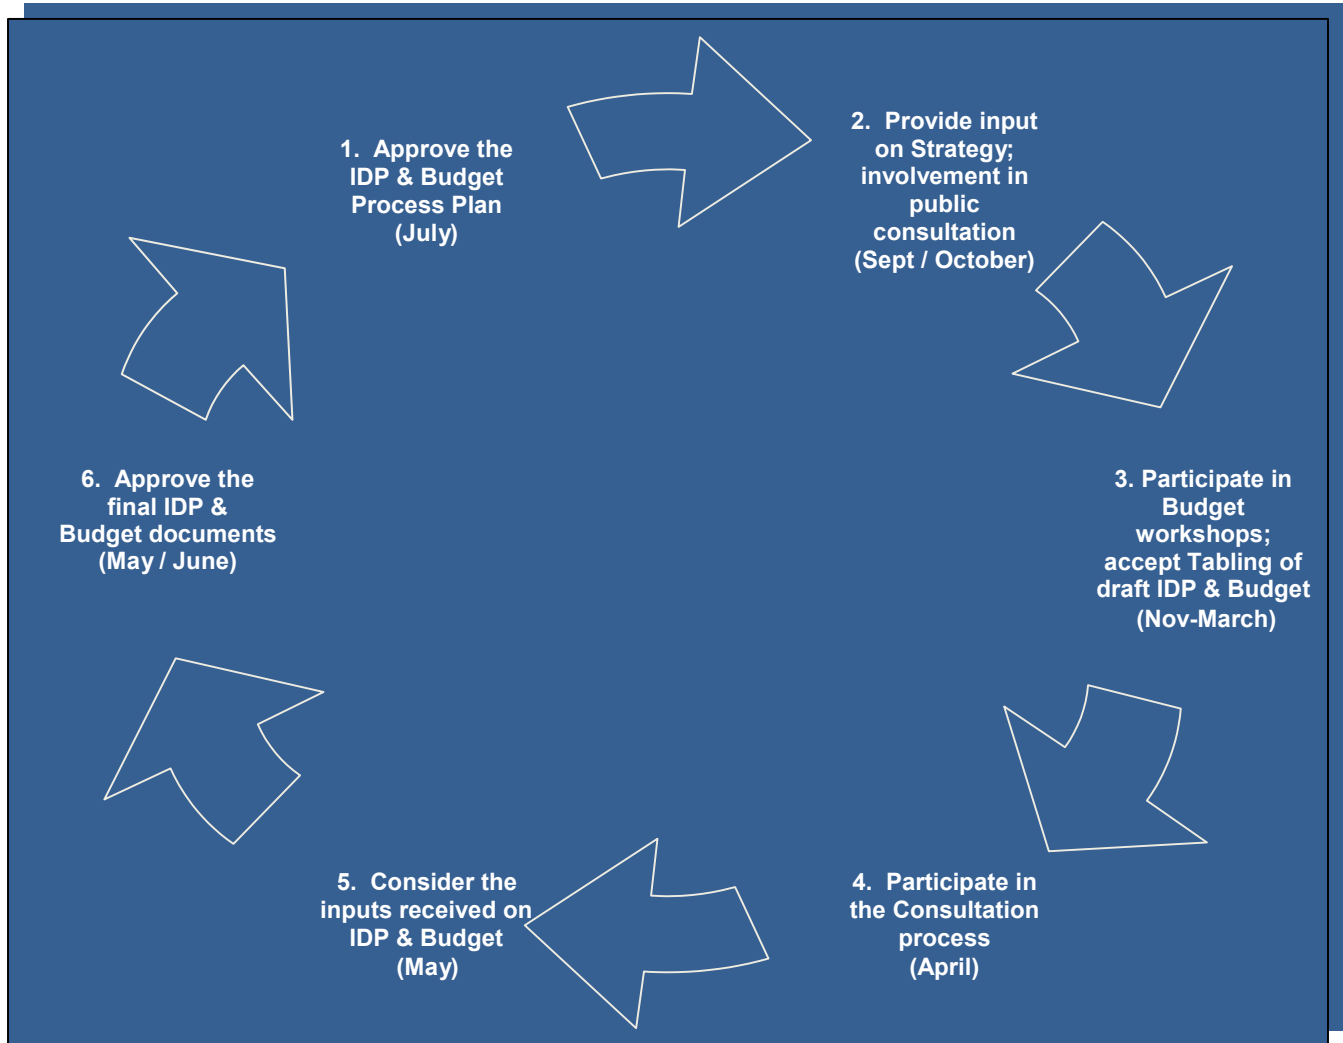 1. Approve the
IDP & Budget
Process Plan
(July)
2. Provide input
on Strategy;
involvement in
public
consultation
(Sept / October)
3. Participate in
Budget
workshops;
accept Tabling of
draft IDP & Budget
(Nov-March)
4. Participate in
the Consultation
process
(April)
5. Consider the
inputs received on
IDP & Budget
(May)
6. Approve the
final IDP &
Budget documents
(May / June)